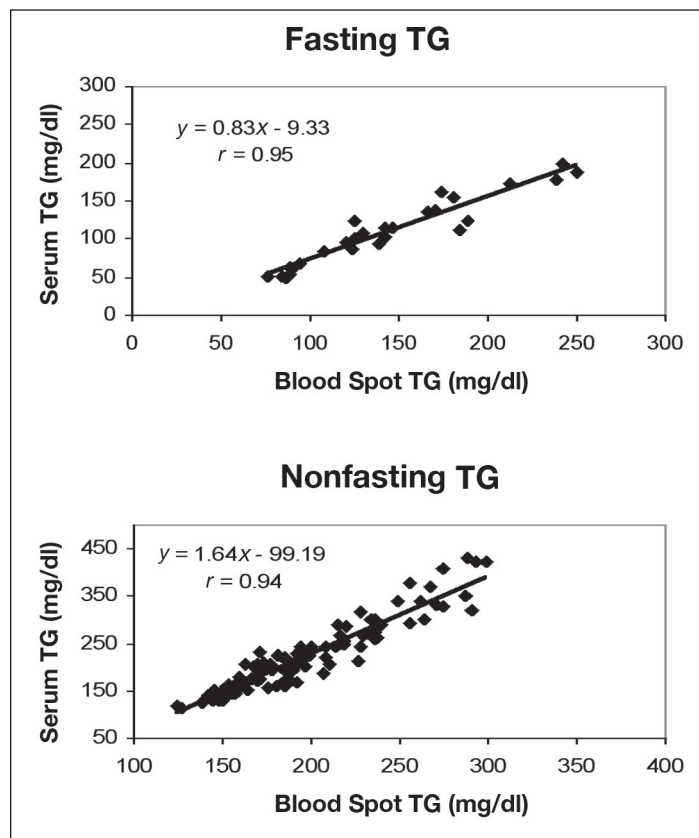 Fasting TG
300
250
200
150
100
50
0
y = 0.83x - 9.33
r = 0.95
Serum TG (mg/dl)
0 50 100 150 200 250 300
Blood Spot TG (mg/dl)
Nonfasting TG
450
350
250
150
50
y = 1.64x - 99.19
r = 0.94
Serum TG (mg/dl)
100 150 200 250 300 350 400
Blood Spot TG (mg/dl)